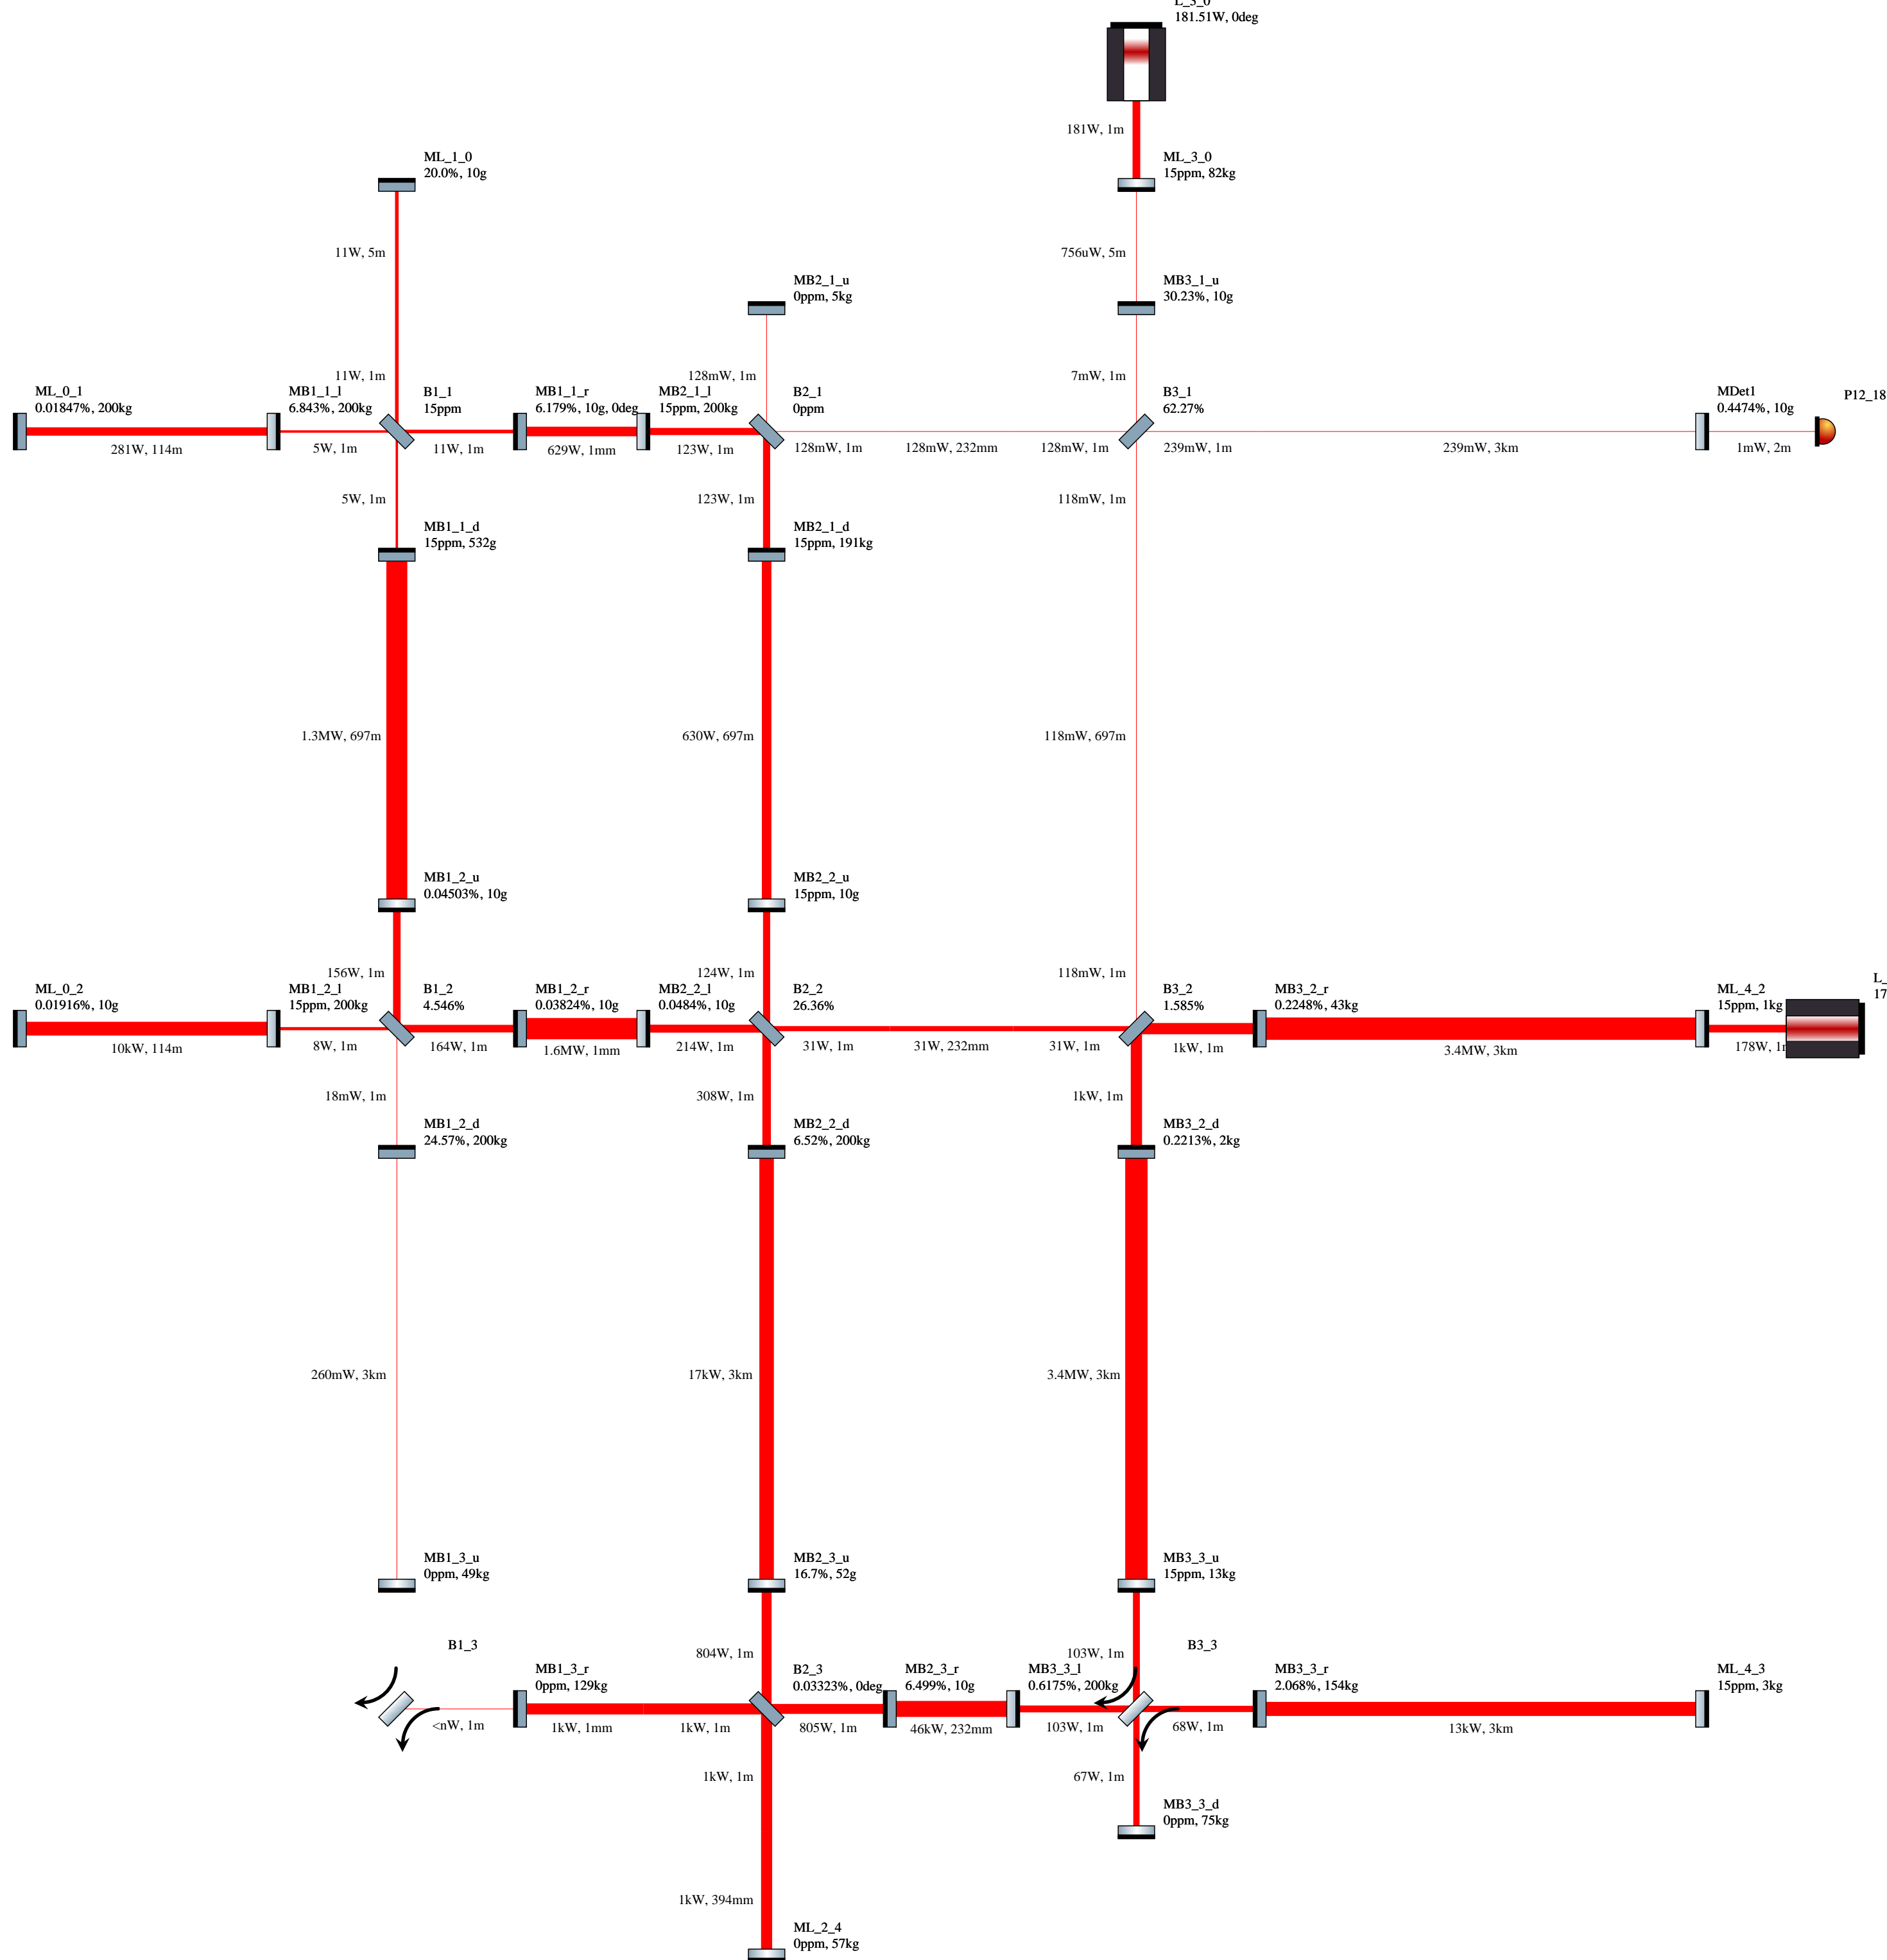 L_3_0
181.51W, 0deg
181W, 1m
ML_1_0
20.0%, 10g
ML_3_0
15ppm, 82kg
11W, 5m
756uW, 5m
MB2_1_u
0ppm, 5kg
MB3_1_u
30.23%, 10g
11W, 1m
128mW, 1m
7mW, 1m
ML_0_1
0.01847%, 200kg
MB1_1_l
6.843%, 200kg
B1_1
15ppm
MB1_1_r
6.179%, 10g, 0deg
MB2_1_l
15ppm, 200kg
B2_1
0ppm
B3_1
62.27%
MDet1
0.4474%, 10g
P12_18
281W, 114m
5W, 1m
11W, 1m
629W, 1mm
123W, 1m
128mW, 1m
128mW, 232mm
128mW, 1m
239mW, 1m
239mW, 3km
1mW, 2m
5W, 1m
123W, 1m
118mW, 1m
MB1_1_d
15ppm, 532g
MB2_1_d
15ppm, 191kg
1.3MW, 697m
630W, 697m
118mW, 697m
MB1_2_u
0.04503%, 10g
MB2_2_u
15ppm, 10g
156W, 1m
124W, 1m
118mW, 1m
ML_0_2
0.01916%, 10g
MB1_2_l
15ppm, 200kg
B1_2
4.546%
MB1_2_r
0.03824%, 10g
MB2_2_l
0.0484%, 10g
B2_2
26.36%
B3_2
1.585%
MB3_2_r
0.2248%, 43kg
ML_4_2
15ppm, 1kg
L_
17
10kW, 114m
8W, 1m
164W, 1m
1.6MW, 1mm
214W, 1m
31W, 1m
31W, 232mm
31W, 1m
1kW, 1m
3.4MW, 3km
178W, 1m
18mW, 1m
308W, 1m
1kW, 1m
MB1_2_d
24.57%, 200kg
MB2_2_d
6.52%, 200kg
MB3_2_d
0.2213%, 2kg
260mW, 3km
17kW, 3km
3.4MW, 3km
MB1_3_u
0ppm, 49kg
MB2_3_u
16.7%, 52g
MB3_3_u
15ppm, 13kg
804W, 1m
103W, 1m
B1_3
MB1_3_r
0ppm, 129kg
B2_3
0.03323%, 0deg
MB2_3_r
6.499%, 10g
MB3_3_l
0.6175%, 200kg
B3_3
MB3_3_r
2.068%, 154kg
ML_4_3
15ppm, 3kg
<nW, 1m
1kW, 1mm
1kW, 1m
805W, 1m
46kW, 232mm
103W, 1m
68W, 1m
13kW, 3km
1kW, 1m
67W, 1m
MB3_3_d
0ppm, 75kg
1kW, 394mm
ML_2_4
0ppm, 57kg